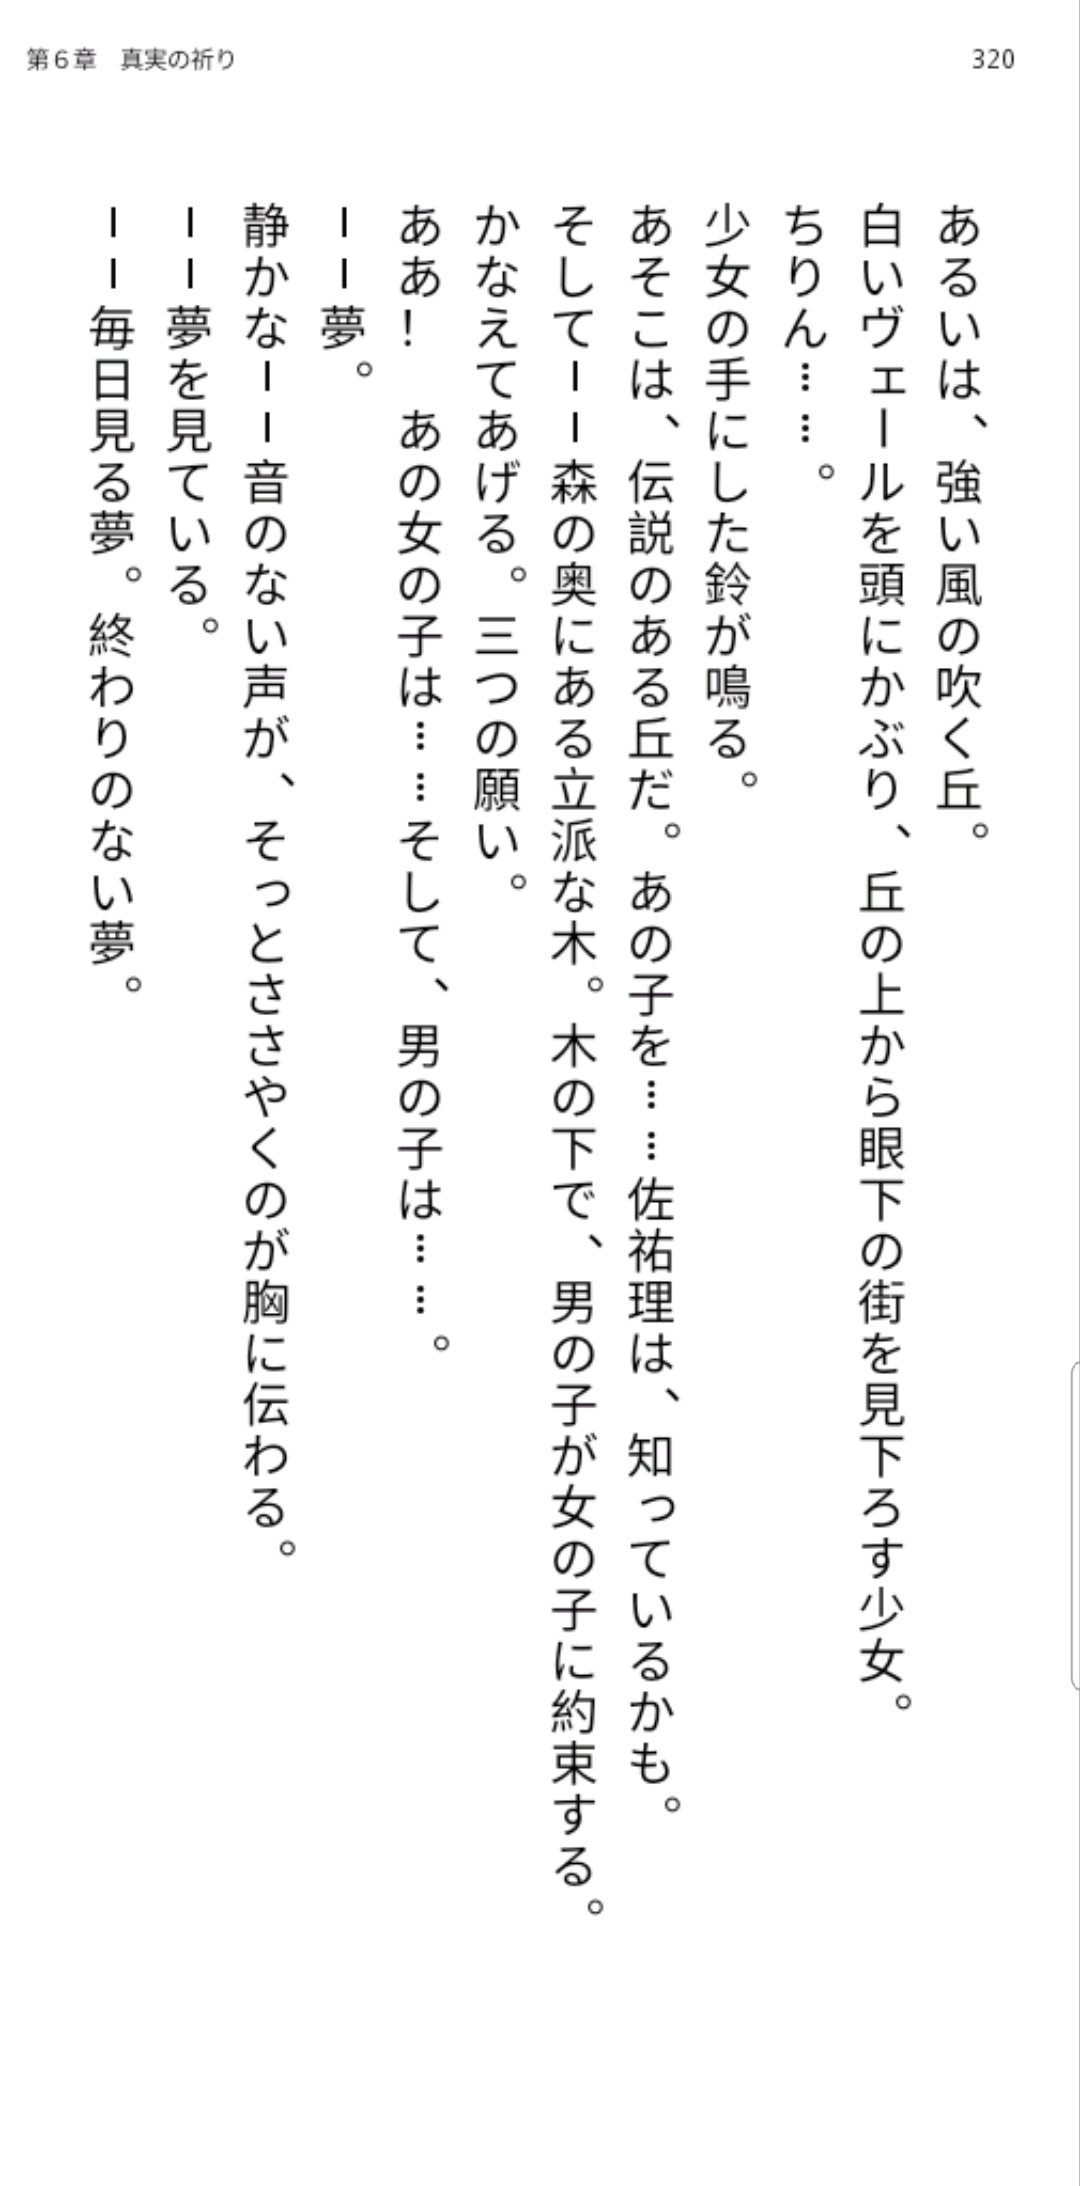 第６章　真実の祈り
320
あるいは、強い風の吹く丘。
白いヴェールを頭にかぶり、丘の上から眼下の街を見下ろす少女。
ちりん……。
少女の手にした鈴が鳴る。
あそこは、伝説のある丘だ。あの子を……佐祐理は、知っているかも。
そして――森の奥にある立派な木。木の下で、男の子が女の子に約束する。
かなえてあげる。三つの願い。
ああ！　あの女の子は……そして、男の子は……。
――夢。
静かな――音のない声が、そっとささやくのが胸に伝わる。
――夢を見ている。
――毎日見る夢。終わりのない夢。